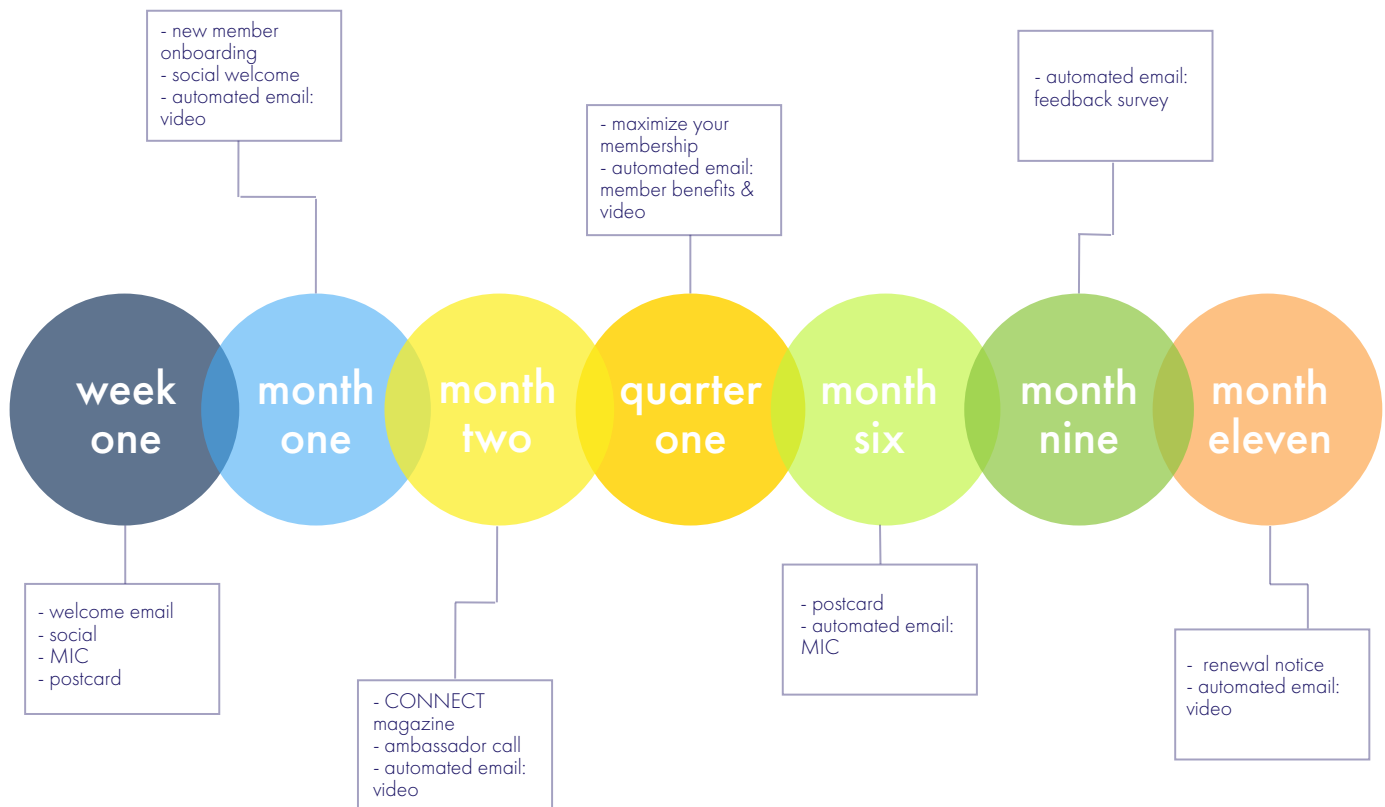 - new member
onboarding
- social welcome
- automated email:
video
- maximize your
membership
- automated email:
member benefits &
video
- automated email:
feedback survey
week
one
month
one
month
two
quarter
one
month
six
month
nine
month
eleven
- welcome email
- social
- MIC
- postcard
- CONNECT
magazine
- ambassador call
- automated email:
video
- postcard
- automated email:
MIC
- renewal notice
- automated email:
video